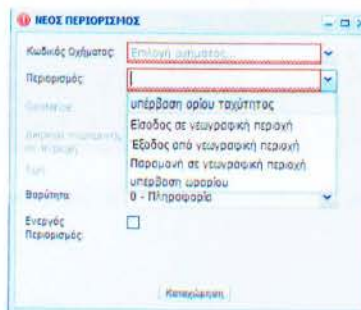 ΝΕΟΣ ΠΕΡΙΟΡΙΣΜΟΣ
Κωδικός Οχήματος: Επιλογή οχήματος...
Περιορισμός:
υπέρβαση ορίου ταχύτητας
Είσοδος σε γεωγραφική περιοχή
Έξοδος από γεωγραφική περιοχή
Παραμονή σε γεωγραφική περιοχή
υπέρβαση ωραρίου
Βαρύτητα: 0 - Πληροφορία
Ενεργός
Περιορισμός:
Καταχώρηση